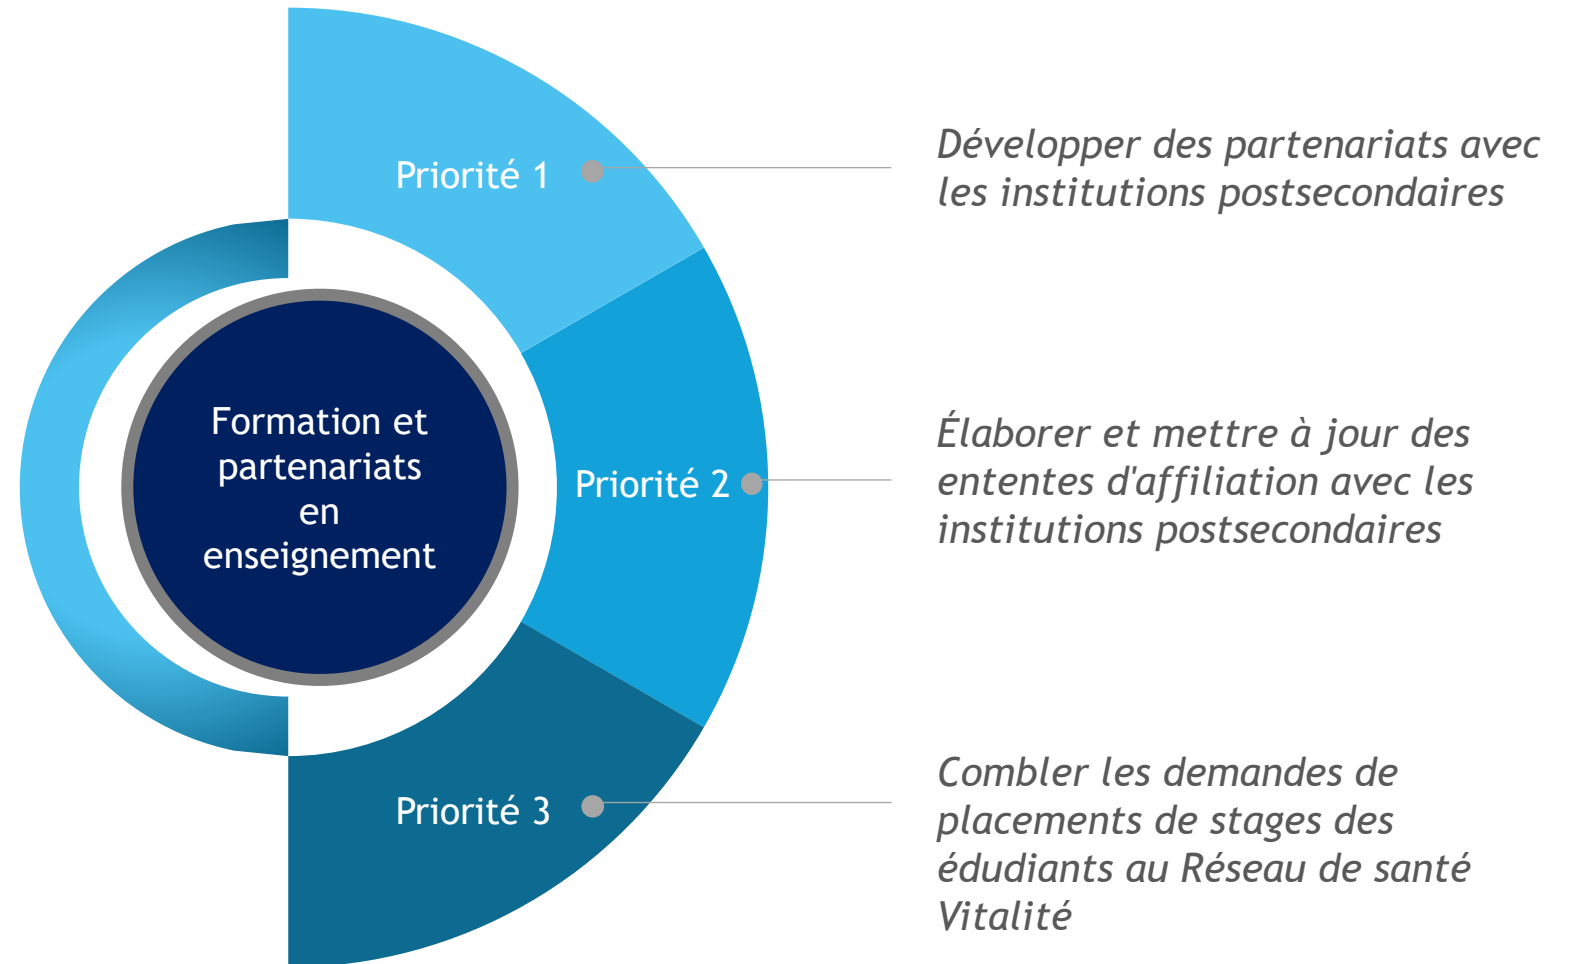 Priorité 1
Développer des partenariats avec
les institutions postsecondaires
Formation et
partenariats
en
enseignement
Priorité 2
Élaborer et mettre à jour des
ententes d'affiliation avec les
institutions postsecondaires
Priorité 3
Combler les demandes de
placements de stages des
édudiants au Réseau de santé
Vitalité